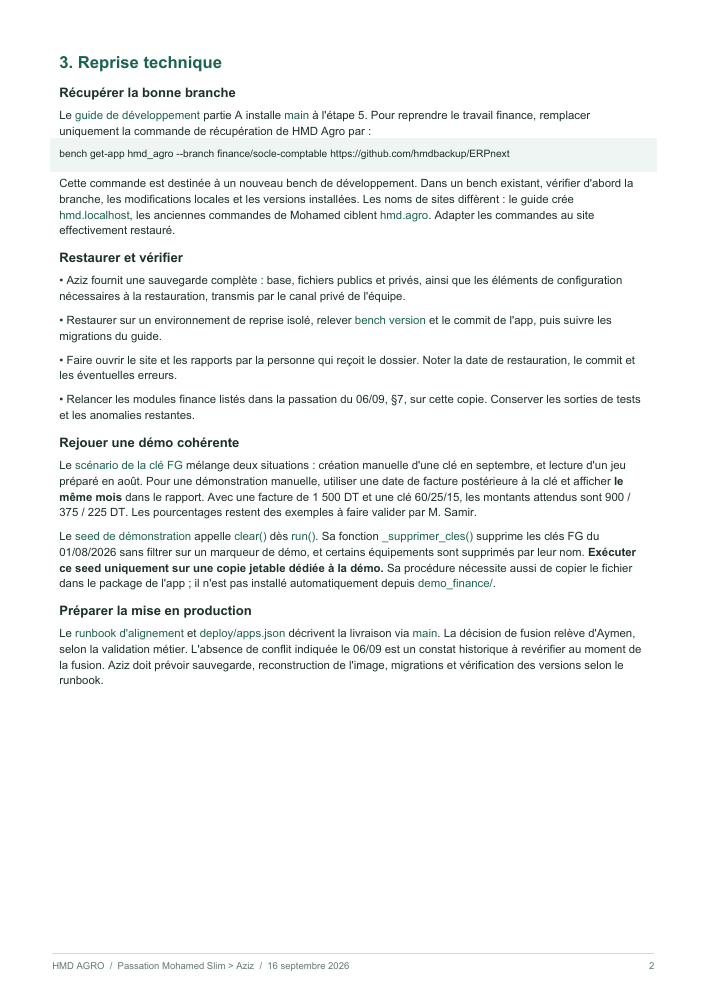 3. Reprise technique
Récupérer la bonne branche
Le guide de développement partie A installe main à l'étape 5. Pour reprendre le travail finance, remplacer
uniquement la commande de récupération de HMD Agro par :
bench get-app hmd_agro --branch finance/socle-comptable https://github.com/hmdbackup/ERPnext
Cette commande est destinée à un nouveau bench de développement. Dans un bench existant, vérifier d'abord la
branche, les modifications locales et les versions installées. Les noms de sites diffèrent : le guide crée
hmd.localhost, les anciennes commandes de Mohamed ciblent hmd.agro. Adapter les commandes au site
effectivement restauré.
Restaurer et vérifier
• Aziz fournit une sauvegarde complète : base, fichiers publics et privés, ainsi que les éléments de configuration
nécessaires à la restauration, transmis par le canal privé de l'équipe.
• Restaurer sur un environnement de reprise isolé, relever bench version et le commit de l'app, puis suivre les
migrations du guide.
• Faire ouvrir le site et les rapports par la personne qui reçoit le dossier. Noter la date de restauration, le commit et
les éventuelles erreurs.
• Relancer les modules finance listés dans la passation du 06/09, §7, sur cette copie. Conserver les sorties de tests
et les anomalies restantes.
Rejouer une démo cohérente
Le scénario de la clé FG mélange deux situations : création manuelle d'une clé en septembre, et lecture d'un jeu
préparé en août. Pour une démonstration manuelle, utiliser une date de facture postérieure à la clé et afficher le
même mois dans le rapport. Avec une facture de 1 500 DT et une clé 60/25/15, les montants attendus sont 900 /
375 / 225 DT. Les pourcentages restent des exemples à faire valider par M. Samir.
Le seed de démonstration appelle clear() dès run(). Sa fonction _supprimer_cles() supprime les clés FG du
01/08/2026 sans filtrer sur un marqueur de démo, et certains équipements sont supprimés par leur nom. Exécuter
ce seed uniquement sur une copie jetable dédiée à la démo. Sa procédure nécessite aussi de copier le fichier
dans le package de l'app ; il n'est pas installé automatiquement depuis demo_finance/.
Préparer la mise en production
Le runbook d'alignement et deploy/apps.json décrivent la livraison via main. La décision de fusion relève d'Aymen,
selon la validation métier. L'absence de conflit indiquée le 06/09 est un constat historique à revérifier au moment de
la fusion. Aziz doit prévoir sauvegarde, reconstruction de l'image, migrations et vérification des versions selon le
runbook.
HMD AGRO / Passation Mohamed Slim > Aziz / 16 septembre 2026
2